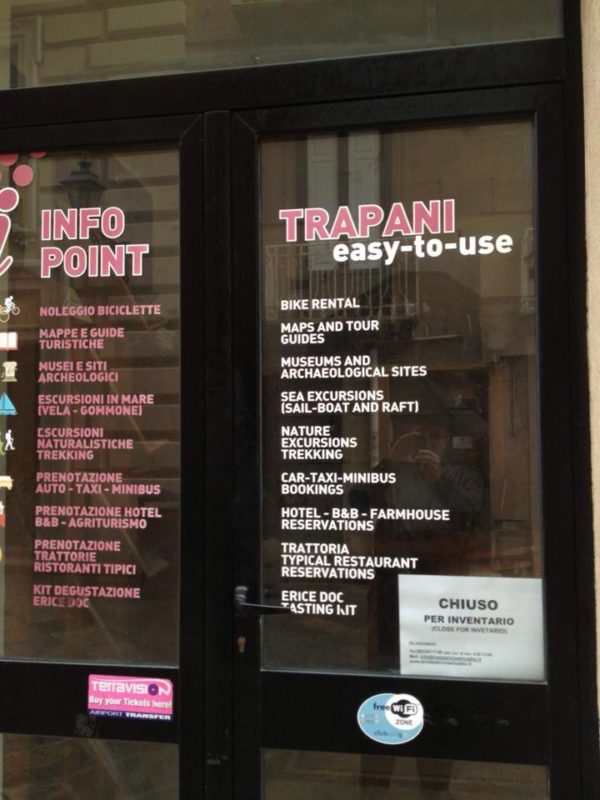 INFO
POINT
NOLEGGIO BICICLETTE
MAPPE E GUIDE
TURISTICHE
MUSEI E SITI
ARCHEOLOGICI
ESCURSIONI IN MARE
(VELA - GOMMONE)
ESCURSIONI
NATURALISTICHE
TREKKING
PRENOTAZIONE
AUTO - TAXI - MINIBUS
PRENOTAZIONE HOTEL
B&B - AGRITURISMO
PRENOTAZIONE
TRATTORIE
RISTORANTI TIPICI
KIT DEGUSTAZIONE
ERICE DOC
terravision
Buy your Tickets here!
AIRPORT TRANSFER
TRAPANI
easy-to-use
BIKE RENTAL
MAPS AND TOUR
GUIDES
MUSEUMS AND
ARCHAEOLOGICAL SITES
SEA EXCURSIONS
(SAIL-BOAT AND RAFT)
NATURE
EXCURSIONS
TREKKING
CAR-TAXI-MINIBUS
BOOKINGS
HOTEL - B&B - FARMHOUSE
RESERVATIONS
TRATTORIA
TYPICAL RESTAURANT
RESERVATIONS
ERICE DOC
TASTING KIT
CHIUSO
PER INVENTARIO
(CLOSE FOR INVETARIO)
free WiFi
ZONE